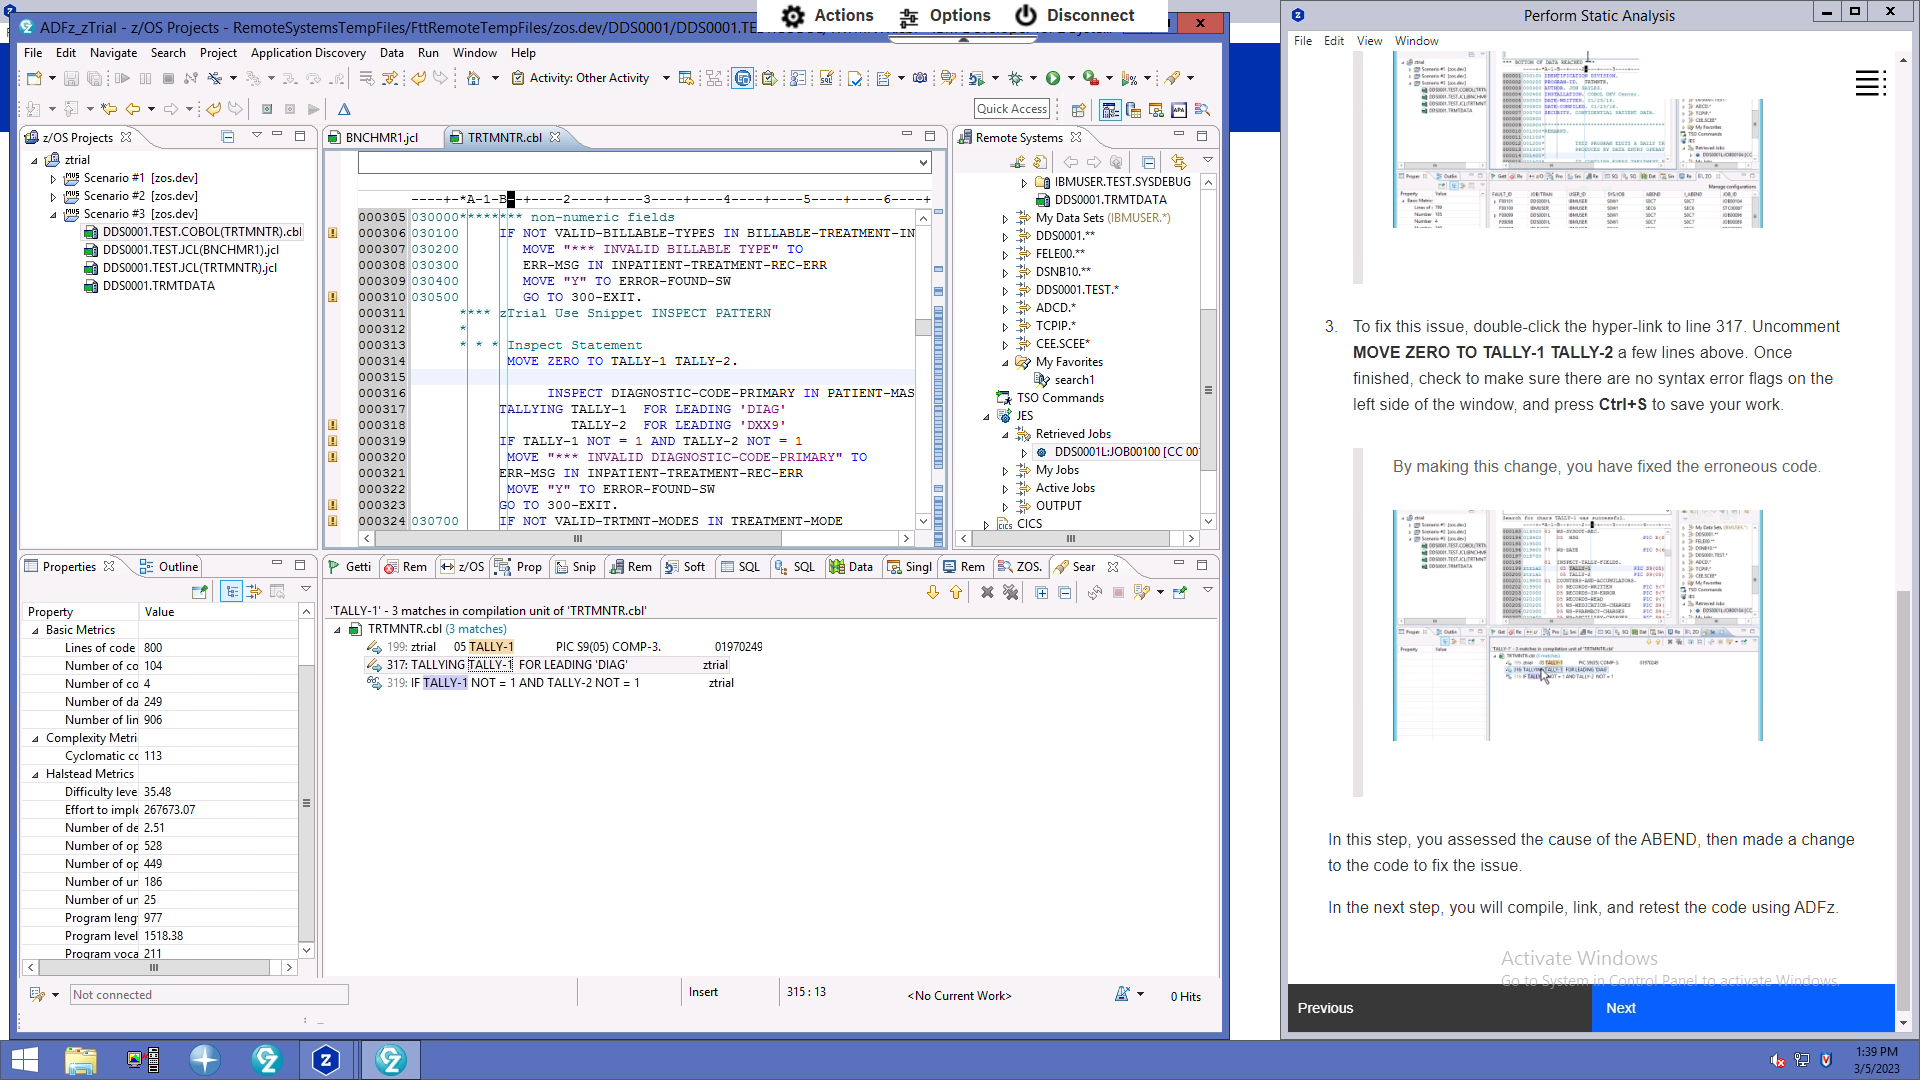 ADFz_zTrial - z/OS Projects - RemoteSystemsTempFiles/FttRemoteTempFiles/zos.dev/DDS0001/DDS0001.TE
Actions
Options
Disconnect
File Edit Navigate Search Project Application Discovery Data Run Window Help
Activity: Other Activity
Quick Access
z/OS Projects
ztrial
Scenario #1 [zos.dev]
Scenario #2 [zos.dev]
Scenario #3 [zos.dev]
DDS0001.TEST.COBOL(TRTMNTR).cbl
DDS0001.TEST.JCL(BNCHMR1).jcl
DDS0001.TEST.JCL(TRTMNTR).jcl
DDS0001.TRMTDATA
BNCHMR1.jcl
TRTMNTR.cbl
----+-*A-1-B--+----2----+----3----+----4----+----5----+----6----+
000305 030000******** non-numeric fields
000306 030100 IF NOT VALID-BILLABLE-TYPES IN BILLABLE-TREATMENT-IN
000307 030200 MOVE "*** INVALID BILLABLE TYPE" TO
000308 030300 ERR-MSG IN INPATIENT-TREATMENT-REC-ERR
000309 030400 MOVE "Y" TO ERROR-FOUND-SW
000310 030500 GO TO 300-EXIT.
000311 **** zTrial Use Snippet INSPECT PATTERN
000312 *
000313 * * * Inspect Statement
000314 MOVE ZERO TO TALLY-1 TALLY-2.
000315
000316 INSPECT DIAGNOSTIC-CODE-PRIMARY IN PATIENT-MAS
000317 TALLYING TALLY-1 FOR LEADING 'DIAG'
000318 TALLY-2 FOR LEADING 'DXX9'
000319 IF TALLY-1 NOT = 1 AND TALLY-2 NOT = 1
000320 MOVE "*** INVALID DIAGNOSTIC-CODE-PRIMARY" TO
000321 ERR-MSG IN INPATIENT-TREATMENT-REC-ERR
000322 MOVE "Y" TO ERROR-FOUND-SW
000323 GO TO 300-EXIT.
000324 030700 IF NOT VALID-TRTMNT-MODES IN TREATMENT-MODE
Remote Systems
IBMUSER.TEST.SYSDEBUG
DDS0001.TRMTDATA
My Data Sets (IBMUSER.*)
DDS0001.**
FELE00.**
DSNB10.**
DDS0001.TEST.*
ADCD.*
TCPIP.*
CEE.SCEE*
My Favorites
search1
TSO Commands
JES
Retrieved Jobs
DDS0001L:JOB00100 [CC 00
My Jobs
Active Jobs
OUTPUT
CICS
Properties
Outline
Property Value
Basic Metrics
Lines of code 800
Number of co 104
Number of co 4
Number of da 249
Number of lin 906
Complexity Metri
Cyclomatic cc 113
Halstead Metrics
Difficulty leve 35.48
Effort to imple 267673.07
Number of de 2.51
Number of op 528
Number of op 449
Number of ur 186
Number of ur 25
Program leng 977
Program level 1518.38
Program voca 211
Getti Rem z/OS Prop Snip Rem Soft SQL SQL Data Singl Rem ZOS. Sear
'TALLY-1' - 3 matches in compilation unit of 'TRTMNTR.cbl'
TRTMNTR.cbl (3 matches)
199: ztrial 05 TALLY-1 PIC S9(05) COMP-3. 01970249
317: TALLYING TALLY-1 FOR LEADING 'DIAG' ztrial
319: IF TALLY-1 NOT = 1 AND TALLY-2 NOT = 1 ztrial
Not connected
Insert
315 : 13
<No Current Work>
0 Hits
Perform Static Analysis
File Edit View Window
3. To fix this issue, double-click the hyper-link to line 317. Uncomment
MOVE ZERO TO TALLY-1 TALLY-2 a few lines above. Once
finished, check to make sure there are no syntax error flags on the
left side of the window, and press Ctrl+S to save your work.
By making this change, you have fixed the erroneous code.
In this step, you assessed the cause of the ABEND, then made a change
to the code to fix the issue.
In the next step, you will compile, link, and retest the code using ADFz.
Activate Windows
Go to System in Control Panel to activate Windows.
Previous
Next
1:39 PM
3/5/2023